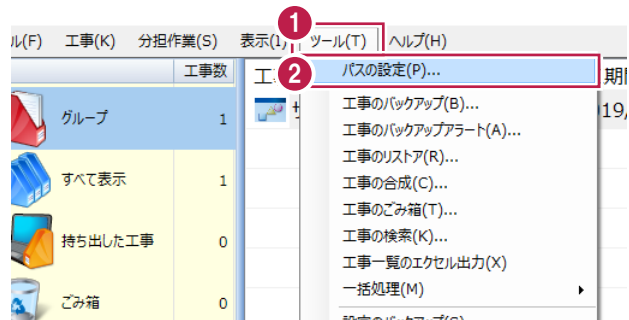 1
ル(F) 工事(K) 分担作業(S) 表示(I) ツール(T) ヘルプ(H)
2
工事数
パスの設定(P)...
期
グループ 1
工事のバックアップ(B)...
019/
工事のバックアップアラート(A)...
すべて表示 1
工事のリストア(R)...
工事の合成(C)...
工事のごみ箱(T)...
持ち出した工事 0
工事の検索(K)...
工事一覧のエクセル出力(X)
一括処理(M)
ごみ箱 0